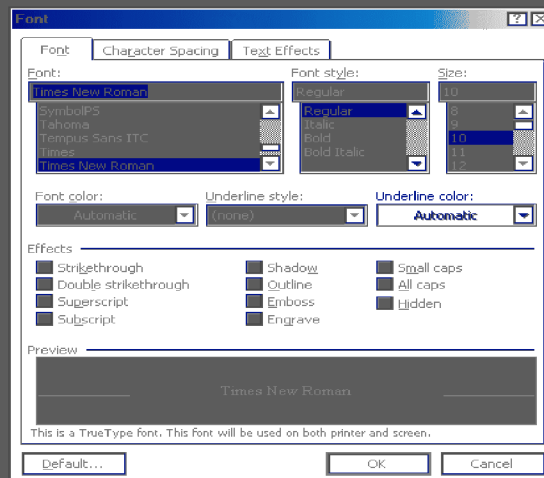 Font
Font Character Spacing Text Effects
Font: Font style: Size:
Times New Roman Regular 10
SymbolPS Regular 8
Tahoma Italic 9
Tempus Sans ITC Bold 10
Times Bold Italic 11
Times New Roman 12
Font color: Underline style: Underline color:
Automatic (none) Automatic
Effects
Strikethrough Shadow Small caps
Double strikethrough Outline All caps
Superscript Emboss Hidden
Subscript Engrave
Preview
Times New Roman
This is a TrueType font. This font will be used on both printer and screen.
Default... OK Cancel